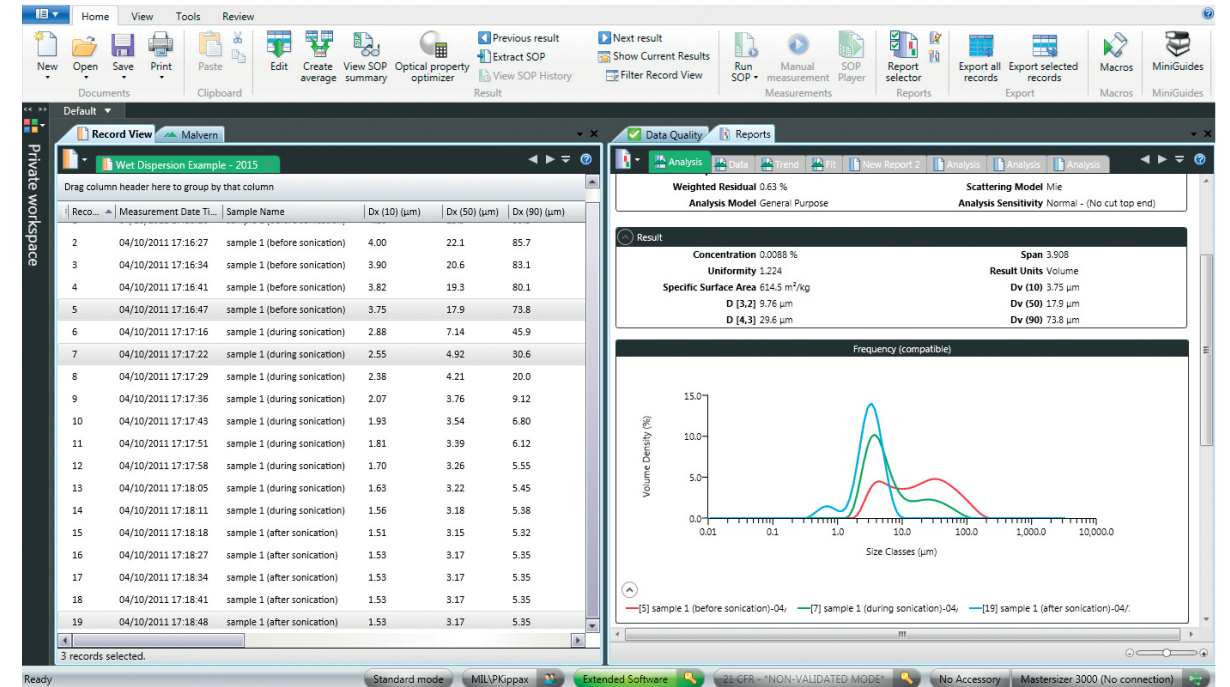 Home View Tools Review
New Open Save Print Paste Edit Create average View SOP summary Optical property optimizer Previous result Extract SOP View SOP History Next result Show Current Results Filter Record View Run SOP Manual measurement SOP Player Report selector Export all records Export selected records Macros MiniGuides
Documents Clipboard Result Measurements Reports Export Macros MiniGuides
Default
Private workspace
Record View Malvern
Wet Dispersion Example - 2015
Drag column header here to group by that column
Reco... Measurement Date Ti... Sample Name Dx (10) (μm) Dx (50) (μm) Dx (90) (μm)
2 04/10/2011 17:16:27 sample 1 (before sonication) 4.00 22.1 85.7
3 04/10/2011 17:16:34 sample 1 (before sonication) 3.90 20.6 83.1
4 04/10/2011 17:16:41 sample 1 (before sonication) 3.82 19.3 80.1
5 04/10/2011 17:16:47 sample 1 (before sonication) 3.75 17.9 73.8
6 04/10/2011 17:17:16 sample 1 (during sonication) 2.88 7.14 45.9
7 04/10/2011 17:17:22 sample 1 (during sonication) 2.55 4.92 30.6
8 04/10/2011 17:17:29 sample 1 (during sonication) 2.38 4.21 20.0
9 04/10/2011 17:17:36 sample 1 (during sonication) 2.07 3.76 9.12
10 04/10/2011 17:17:43 sample 1 (during sonication) 1.93 3.54 6.80
11 04/10/2011 17:17:51 sample 1 (during sonication) 1.81 3.39 6.12
12 04/10/2011 17:17:58 sample 1 (during sonication) 1.70 3.26 5.55
13 04/10/2011 17:18:05 sample 1 (during sonication) 1.63 3.22 5.45
14 04/10/2011 17:18:11 sample 1 (during sonication) 1.56 3.18 5.38
15 04/10/2011 17:18:18 sample 1 (after sonication) 1.51 3.15 5.32
16 04/10/2011 17:18:27 sample 1 (after sonication) 1.53 3.17 5.35
17 04/10/2011 17:18:34 sample 1 (after sonication) 1.53 3.17 5.35
18 04/10/2011 17:18:41 sample 1 (after sonication) 1.53 3.17 5.35
19 04/10/2011 17:18:48 sample 1 (after sonication) 1.53 3.17 5.35
3 records selected.
Data Quality Reports
Analysis Data Trend Fit New Report 2 Analysis Analysis Analysis
Weighted Residual 0.63 % Scattering Model Mie
Analysis Model General Purpose Analysis Sensitivity Normal - (No cut top end)
Result
Concentration 0.0088 % Span 3.908
Uniformity 1.224 Result Units Volume
Specific Surface Area 614.5 m²/kg Dv (10) 3.75 μm
D [3,2] 9.76 μm Dv (50) 17.9 μm
D [4,3] 29.6 μm Dv (90) 73.8 μm
Frequency (compatible)
Volume Density (%)
15.0
10.0
5.0
0.0
0.01 0.1 1.0 10.0 100.0 1,000.0 10,000.0
Size Classes (μm)
[5] sample 1 (before sonication)-04/ [7] sample 1 (during sonication)-04/ [19] sample 1 (after sonication)-04/
Ready Standard mode MIL\PKippax Extended Software 21 CFR - *NON-VALIDATED MODE* No Accessory Mastersizer 3000 (No connection)